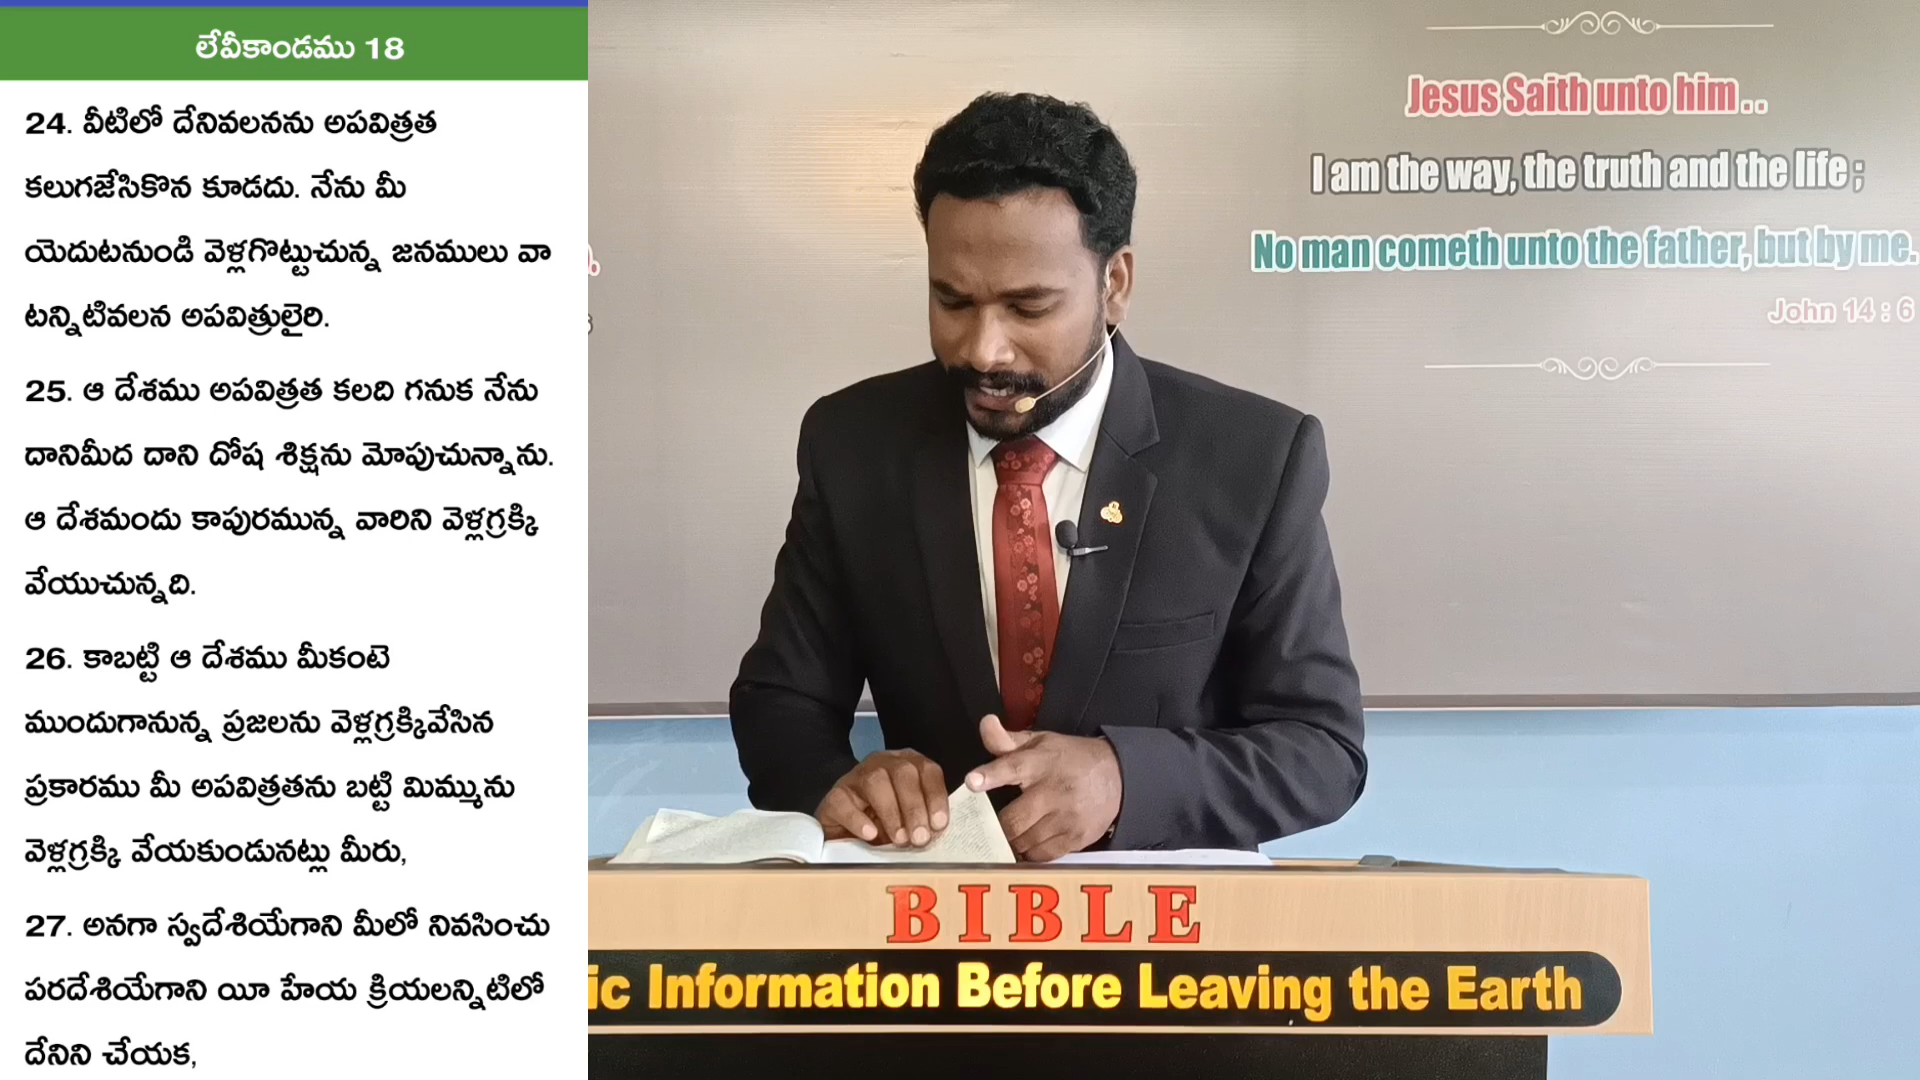 లేవీకాండము 18
24. వీటిలో దేనివలనను అపవిత్రత
కలుగజేసికొన కూడదు. నేను మీ
యెదుటనుండి వెళ్లగొట్టుచున్న జనములు వా
టన్నిటివలన అపవిత్రులైరి.
25. ఆ దేశము అపవిత్రత కలది గనుక నేను
దానిమీద దాని దోష శిక్షను మోపుచున్నాను.
ఆ దేశమందు కాపురమున్న వారిని వెళ్లగ్రక్కి
వేయుచున్నది.
26. కాబట్టి ఆ దేశము మీకంటె
ముందుగానున్న ప్రజలను వెళ్లగ్రక్కివేసిన
ప్రకారము మీ అపవిత్రతను బట్టి మిమ్మును
వెళ్లగ్రక్కి వేయకుండునట్లు మీరు,
27. అనగా స్వదేశియేగాని మీలో నివసించు
పరదేశియేగాని యీ హేయ క్రియలన్నిటిలో
దేనిని చేయక,
Jesus Saith unto him . .
I am the way, the truth and the life ;
No man cometh unto the father, but by me.
John 14 : 6
BIBLE
ic Information Before Leaving the Earth